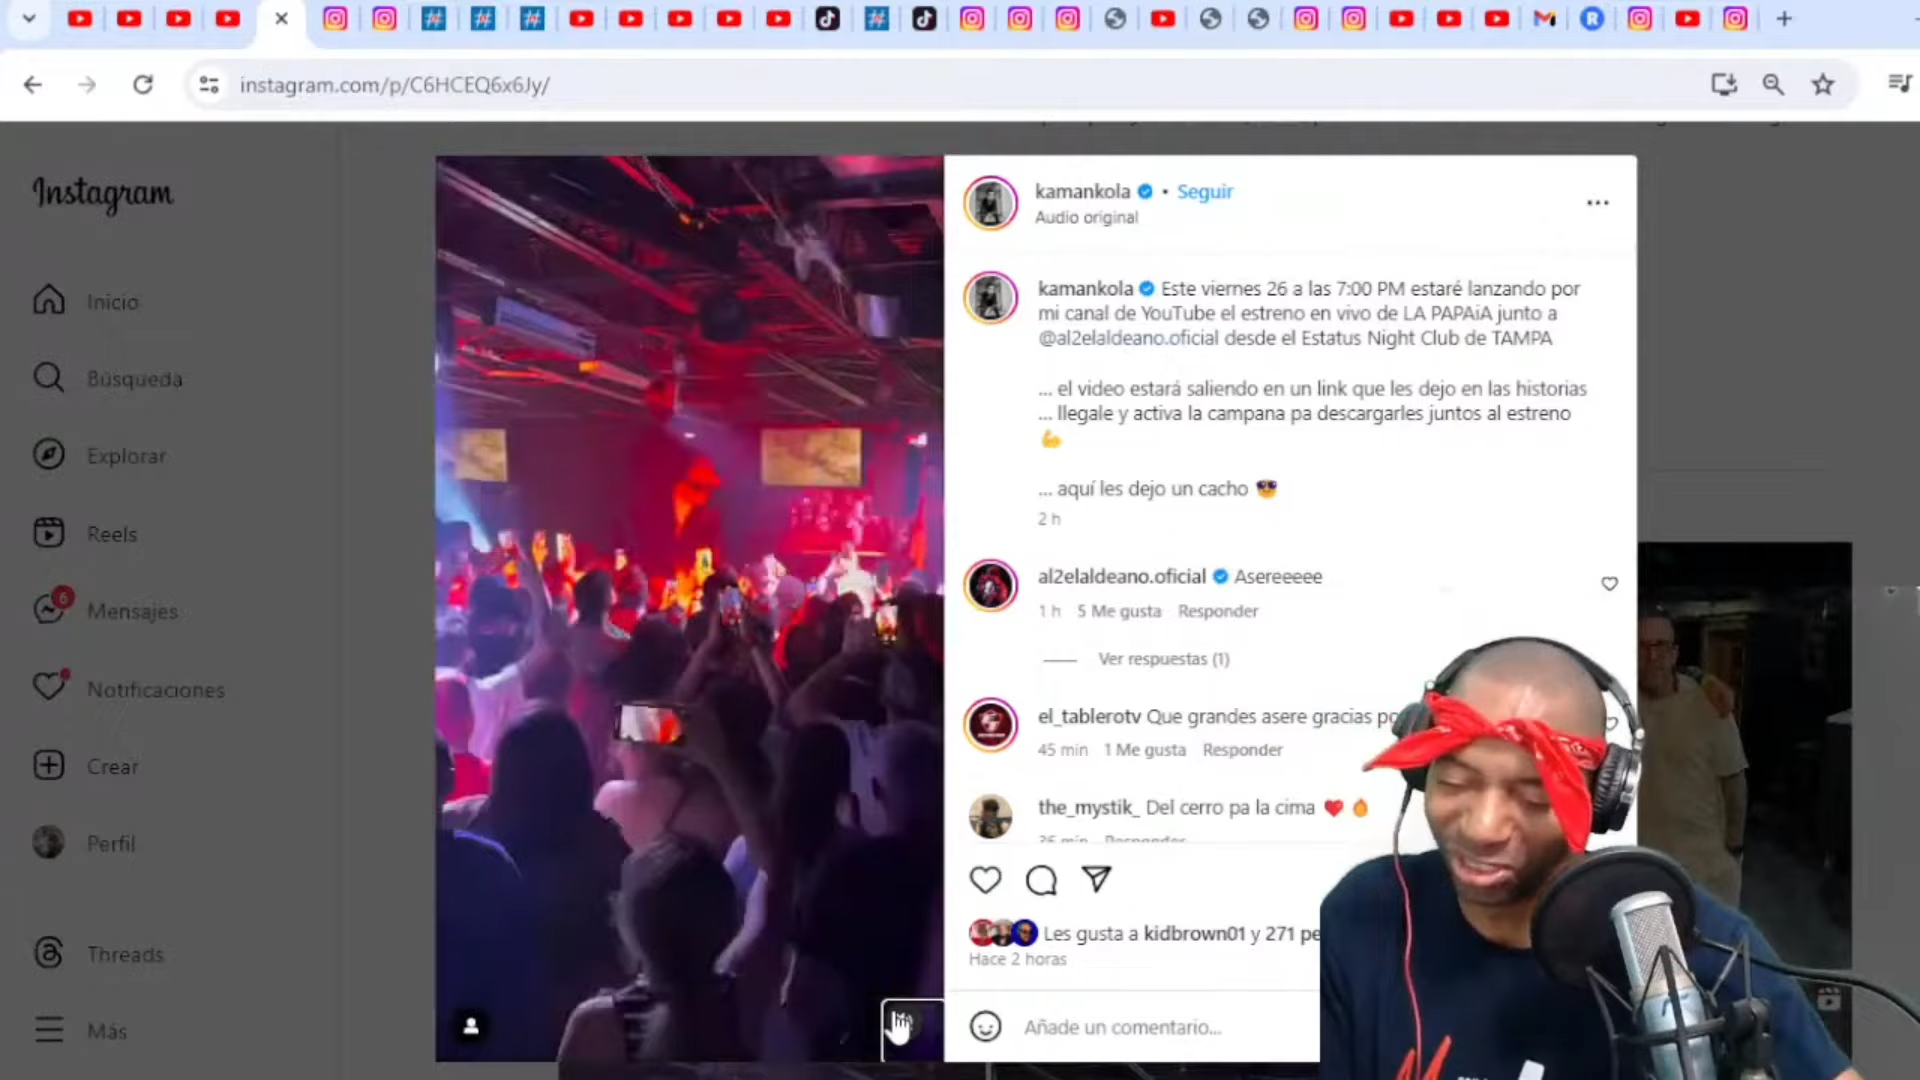 instagram.com/p/C6HCEQ6x6Jy/
Instagram
Inicio
Búsqueda
Explorar
Reels
6
Mensajes
Notificaciones
Crear
Perfil
Threads
Más
kamankola • Seguir
Audio original
kamankola Este viernes 26 a las 7:00 PM estaré lanzando por
mi canal de YouTube el estreno en vivo de LA PAPAiA junto a
@al2elaldeano.oficial desde el Estatus Night Club de TAMPA
... el video estará saliendo en un link que les dejo en las historias
... llegale y activa la campana pa descargarles juntos al estreno
💪
... aquí les dejo un cacho 😎
2 h
al2elaldeano.oficial Asereeeee
1 h 5 Me gusta Responder
Ver respuestas (1)
el_tablerotv Que grandes asere gracias po
45 min 1 Me gusta Responder
the_mystik_ Del cerro pa la cima ❤️ 🔥
Responder
Les gusta a kidbrown01 y 271 pe
Hace 2 horas
Añade un comentario...